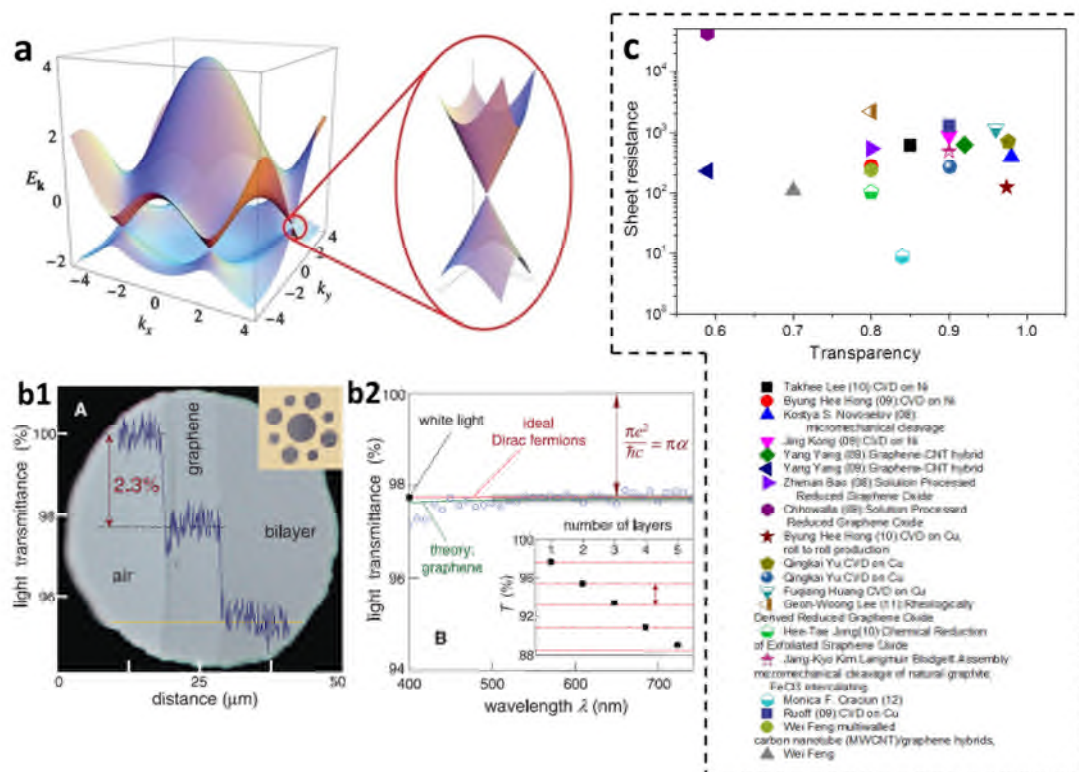 a
4
2
E_k
0
−2
−4
−2
0
k_x
2
4
4
2
0
k_y
−2
−4
c
Sheet resistance
10^4
10^3
10^2
10^1
10^0
0.6
0.7
0.8
0.9
1.0
Transparency
Takhee Lee (10):CVD on Ni
Byung Hee Hong (09):CVD on Ni
Kostya S. Novoselov (08):
micromechanical cleavage
Jing Kong (09):CVD on Ni
Yang Yang (09):Graphene-CNT hybrid
Yang Yang (09):Graphene-CNT hybrid
Zhenan Bao (08):Solution Processed
Reduced Graphene Oxide
Chhowalla (08):Solution Processed
Reduced Graphene Oxide
Byung Hee Hong (10):CVD on Cu,
roll to roll production
Qingkai Yu:CVD on Cu
Qingkai Yu:CVD on Cu
Fuqiang Huang:CVD on Cu
Geon-Woong Lee (11):Rheologically
Derived Reduced Graphene Oxide
Hee-Tae Jung(10):Chemical Reduction
of Exfoliated Graphene Oxide
Jang-Kyo Kim:Langmuir Blodgett Assembly
micromechanical cleavage of natural graphite,
FeCl3 intercalating
Monica F. Craciun (12)
Ruoff (09):CVD on Cu
Wei Feng:multiwalled
carbon nanotube (MWCNT)/graphene hybrids,
Wei Feng
b1
A
light transmittance (%)
100
98
96
2.3%
air
graphene
bilayer
0
25
50
distance (μm)
b2
light transmittance (%)
100
98
96
94
white light
ideal
Dirac fermions
πe²/ħc = πα
theory:
graphene
B
number of layers
1 2 3 4 5
T (%)
100
96
92
88
400
500
600
700
wavelength λ (nm)